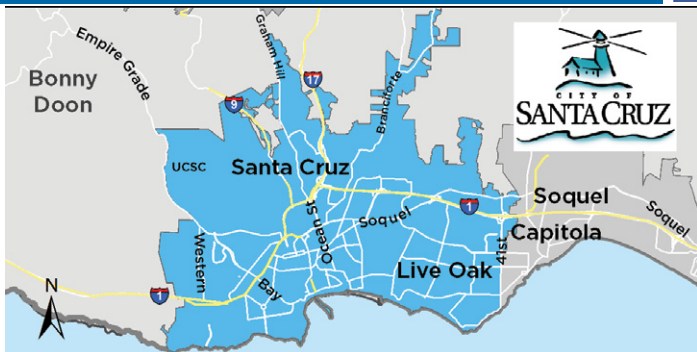 Empire Grade
Bonny
Doon
Graham Hill
17
9
Branciforte
CITY OF
SANTA CRUZ
UCSC
Santa Cruz
Ocean St
Soquel
1
Soquel
Soquel
Capitola
41st
Western
Bay
Live Oak
1
N